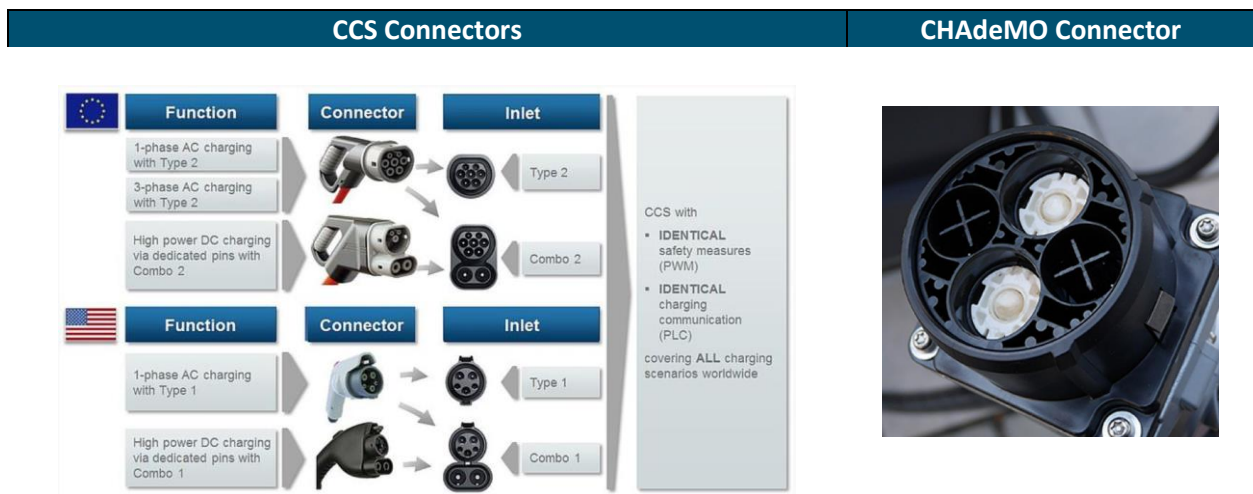 CCS Connectors
CHAdeMO Connector
Function
Connector
Inlet
1-phase AC charging
with Type 2
3-phase AC charging
with Type 2
High power DC charging
via dedicated pins with
Combo 2
Type 2
Combo 2
Function
Connector
Inlet
1-phase AC charging
with Type 1
High power DC charging
via dedicated pins with
Combo 1
Type 1
Combo 1
CCS with
▪ IDENTICAL
safety measures
(PWM)
▪ IDENTICAL
charging
communication
(PLC)
covering ALL charging
scenarios worldwide